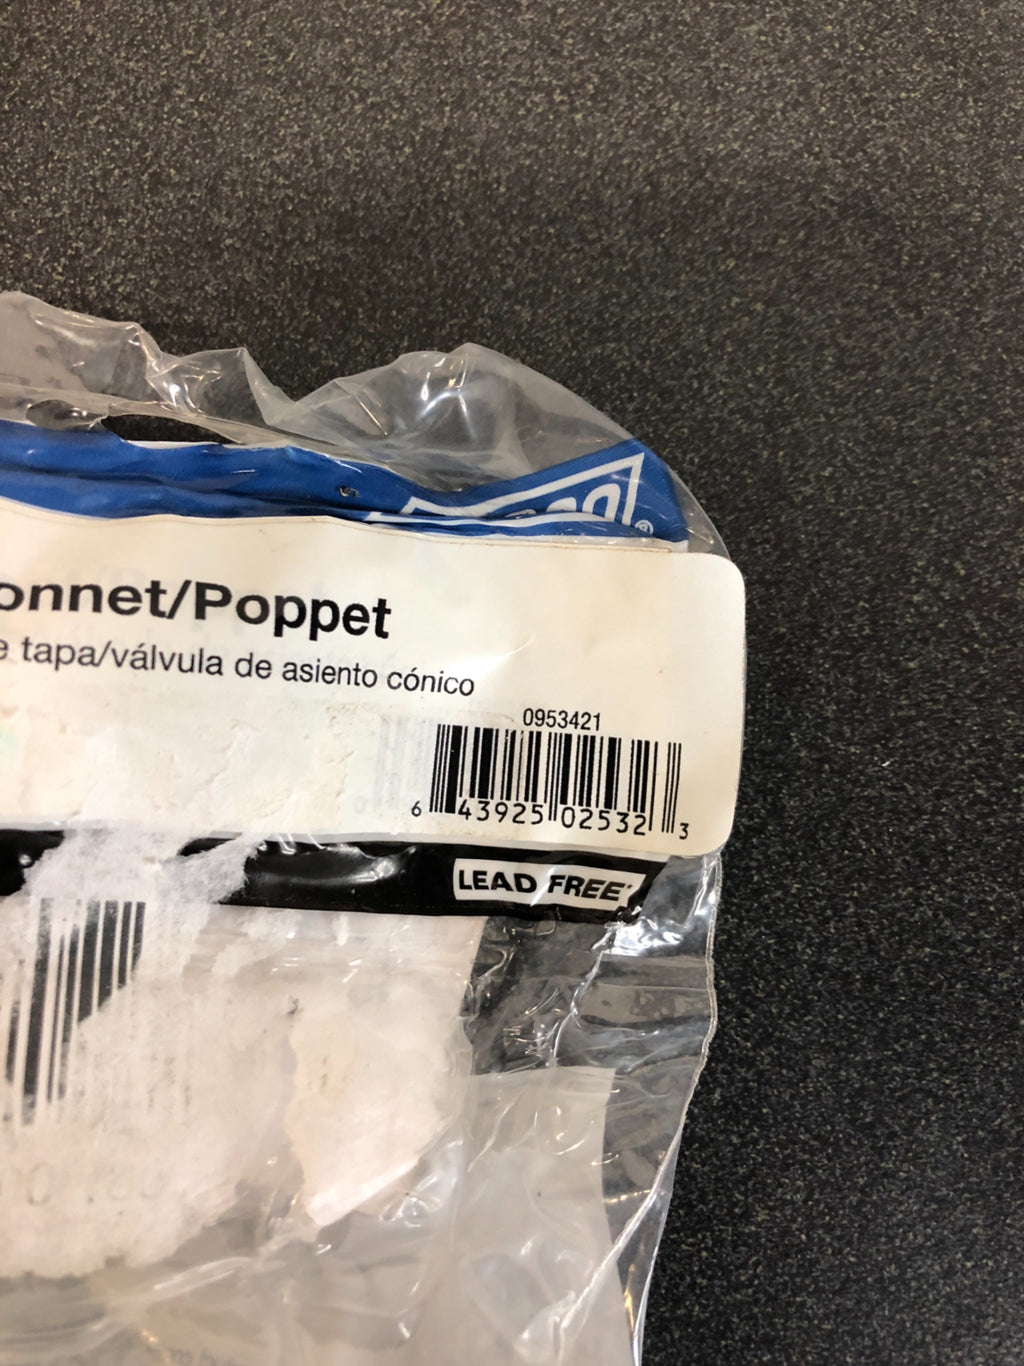 ®
onnet/Poppet
e tapa/válvula de asiento cónico
0953421
6 43925 02532 3
LEAD FREE*